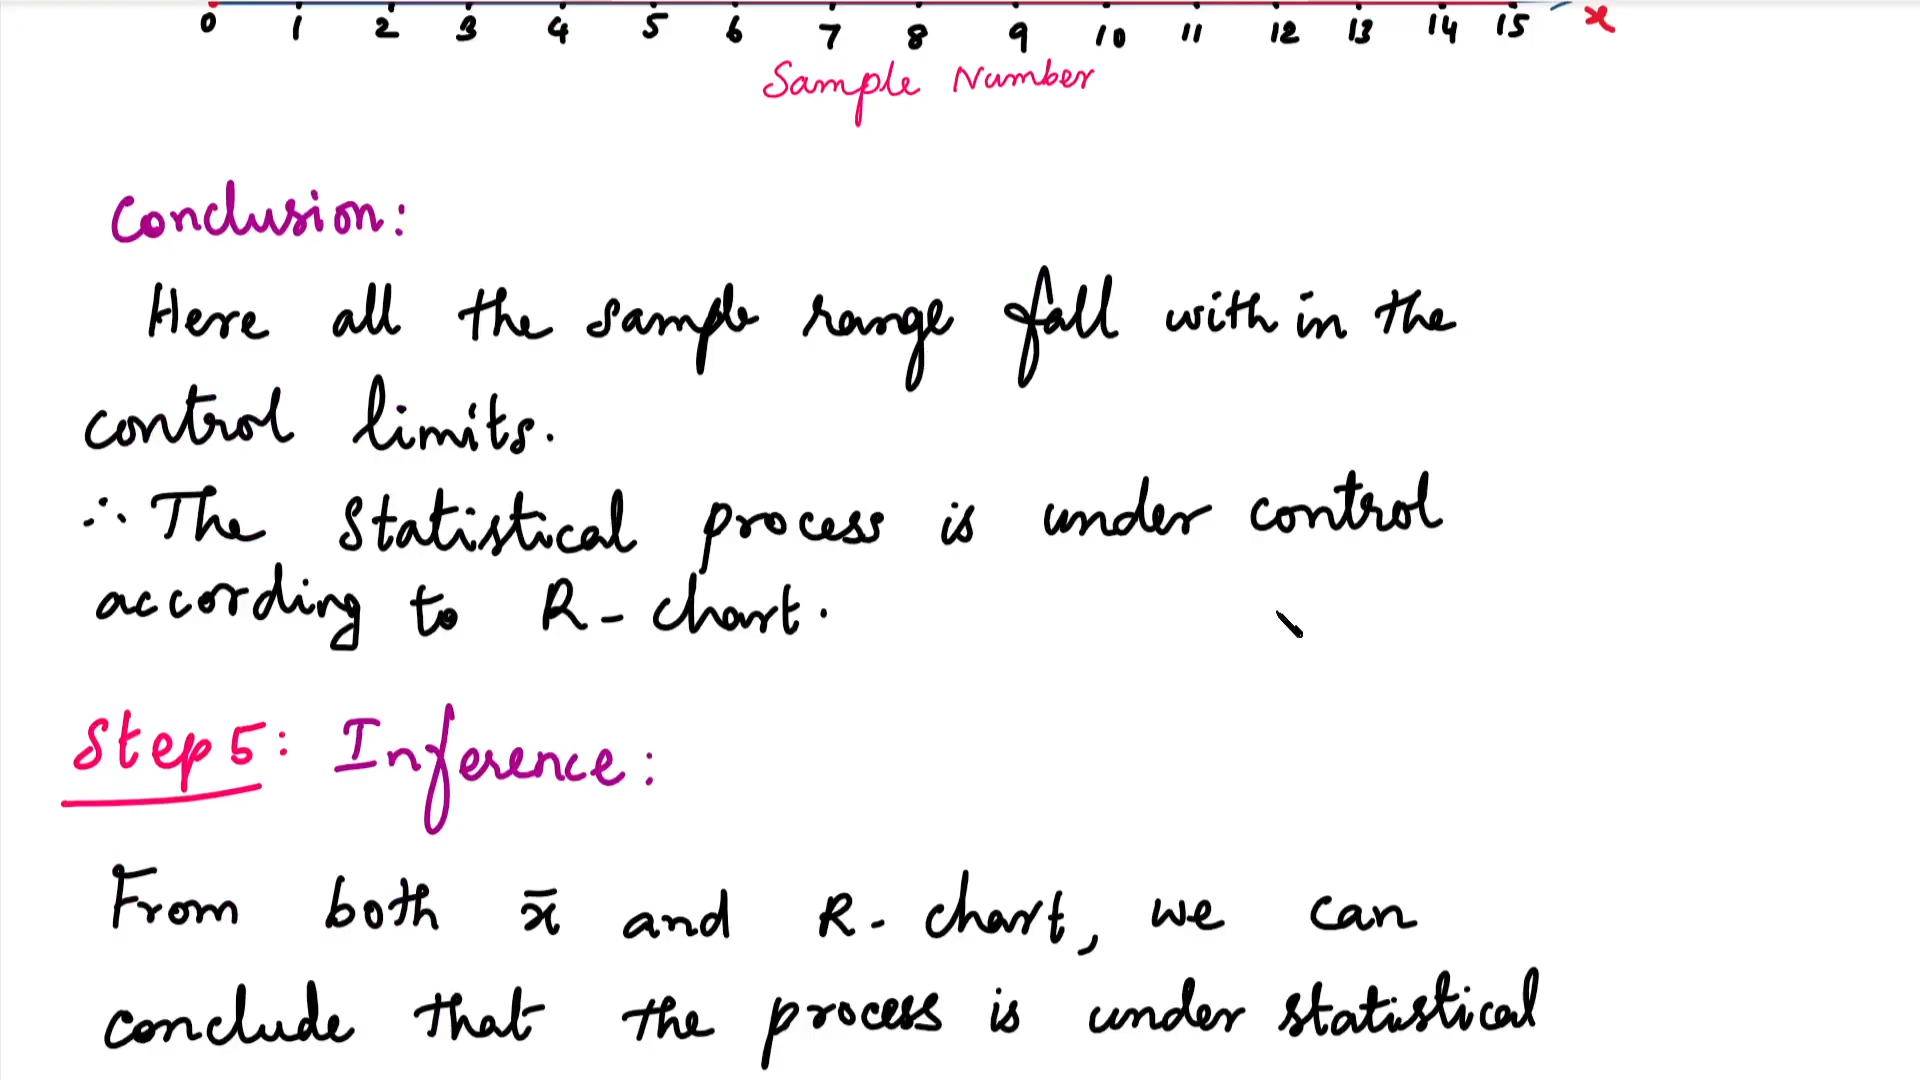 0 1 2 3 4 5 6 7 8 9 10 11 12 13 14 15 x
Sample Number
Conclusion:
Here all the sample range fall with in the
control limits.
∴ The Statistical process is under control
according to R - chart.
Step 5: Inference:
From both x̄ and R - chart, we can
conclude that the process is under statistical